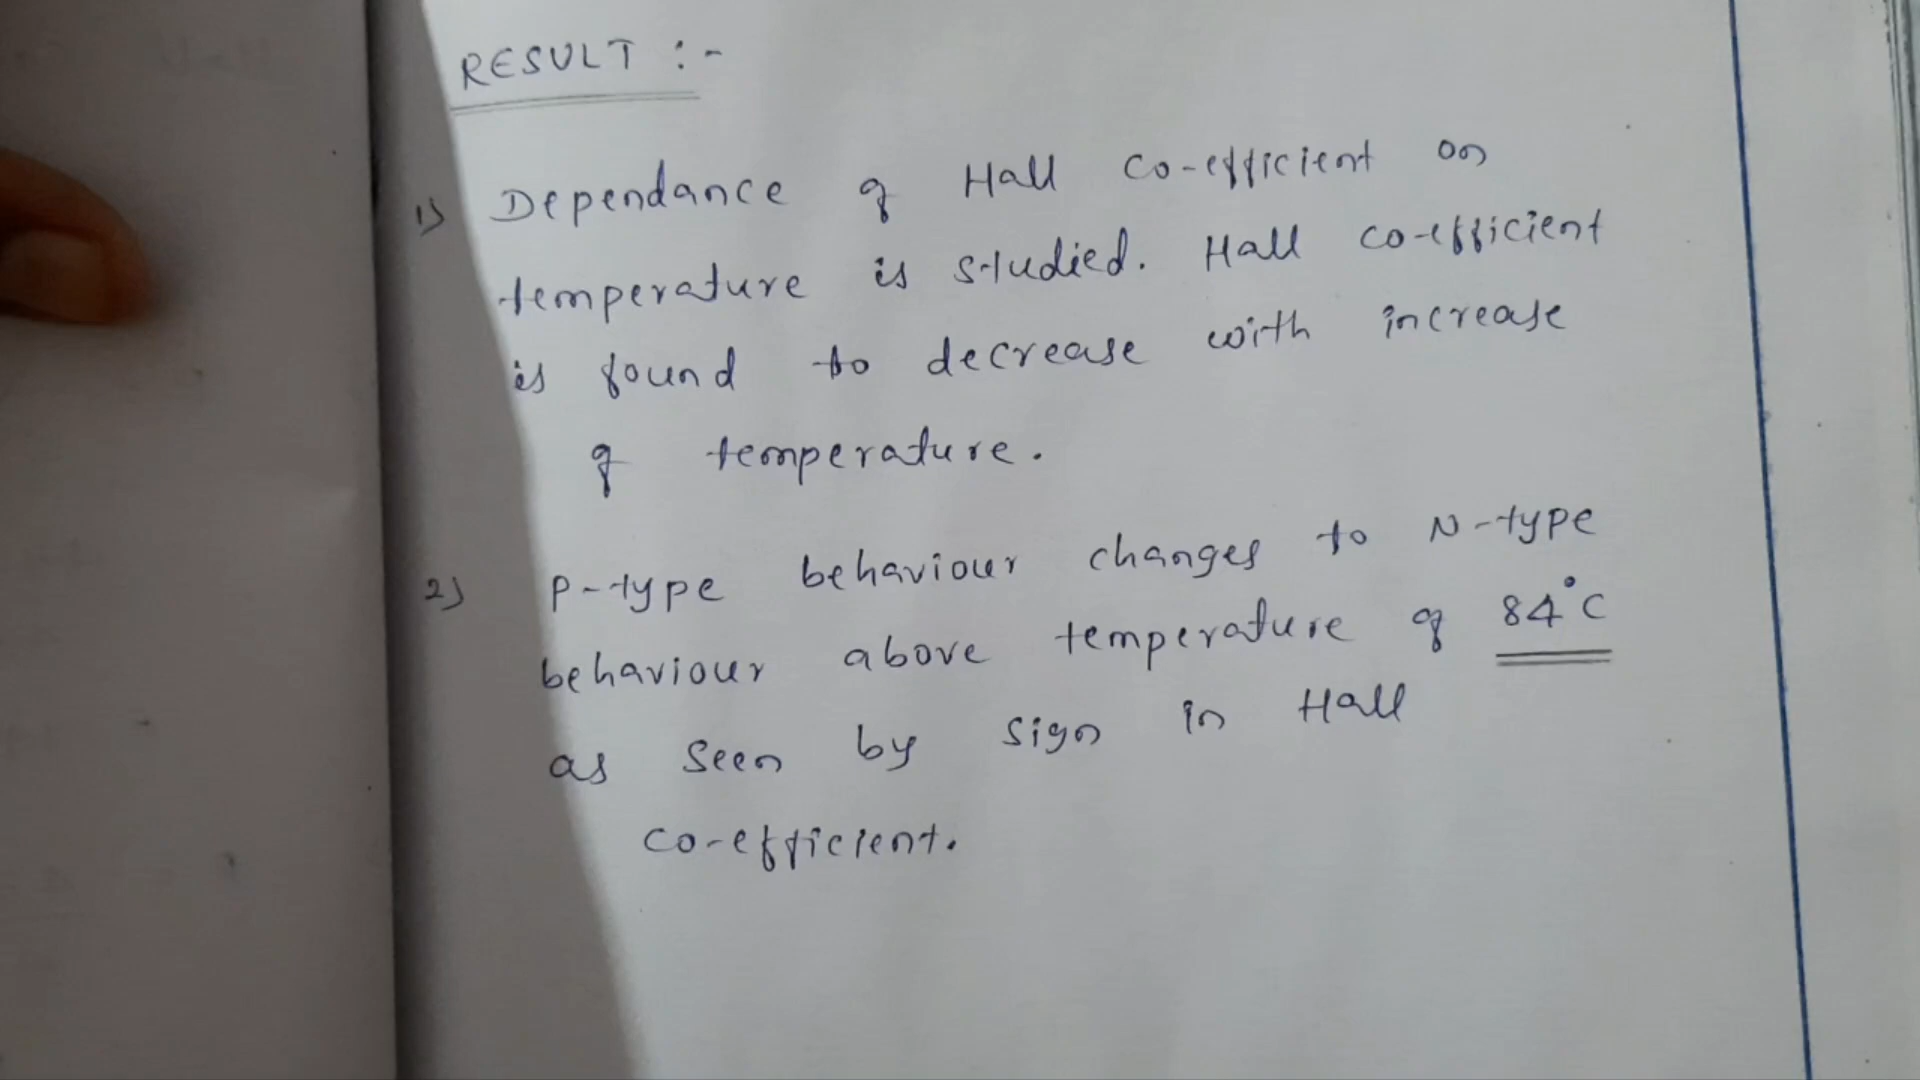 RESULT :-
1) Dependance of Hall co-efficient on
temperature is studied. Hall co-efficient
is found to decrease with increase
of temperature.
2) P-type behaviour changes to N-type
behaviour above temperature of 84°C
as seen by sign in Hall
co-efficient.